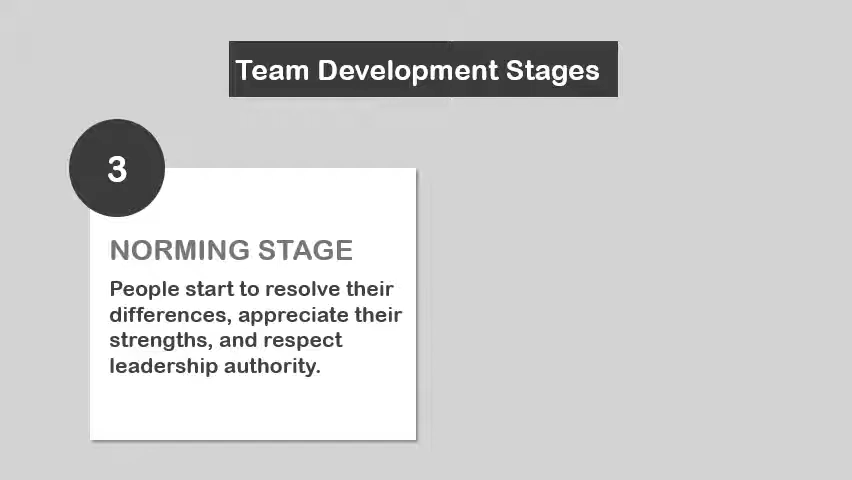 Team Development Stages
3
NORMING STAGE
People start to resolve their
differences, appreciate their
strengths, and respect
leadership authority.